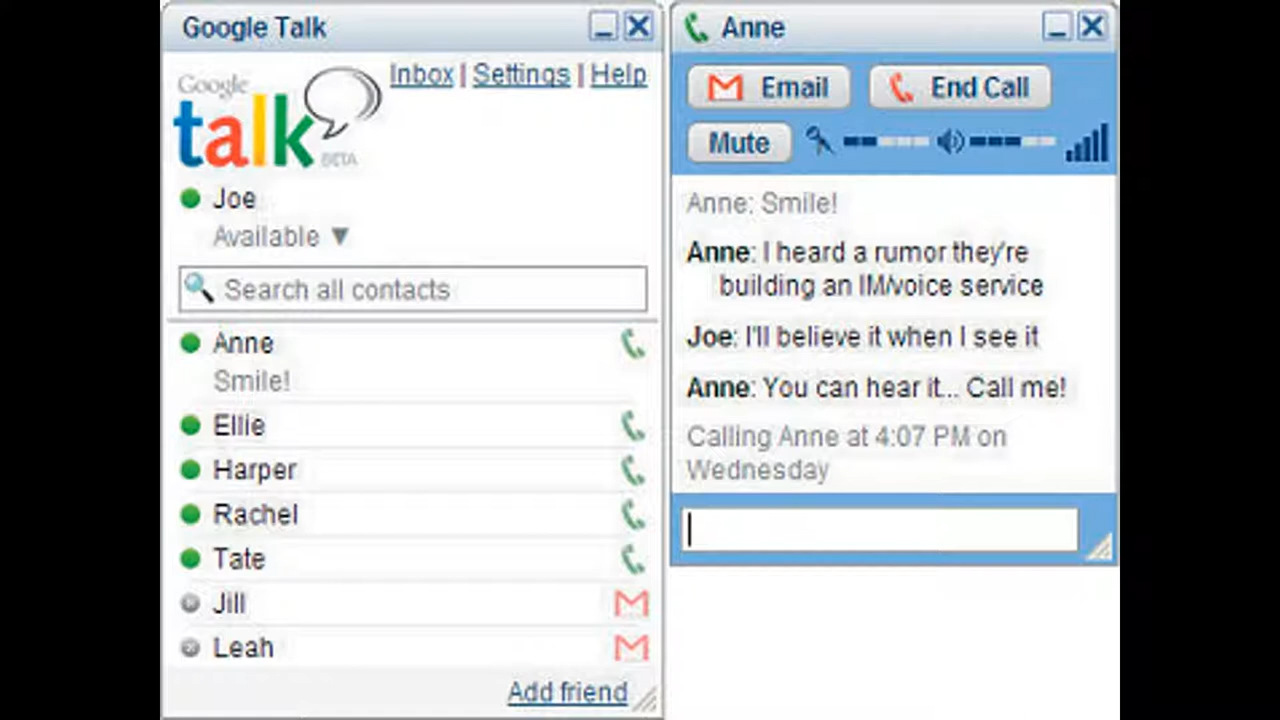 Google Talk
Inbox | Settings | Help
Google
talk
BETA
Joe
Available ▼
Search all contacts
Anne
Smile!
Ellie
Harper
Rachel
Tate
Jill
Leah
Add friend
Anne
Email
End Call
Mute
Anne: Smile!
Anne: I heard a rumor they're
building an IM/voice service
Joe: I'll believe it when I see it
Anne: You can hear it... Call me!
Calling Anne at 4:07 PM on
Wednesday